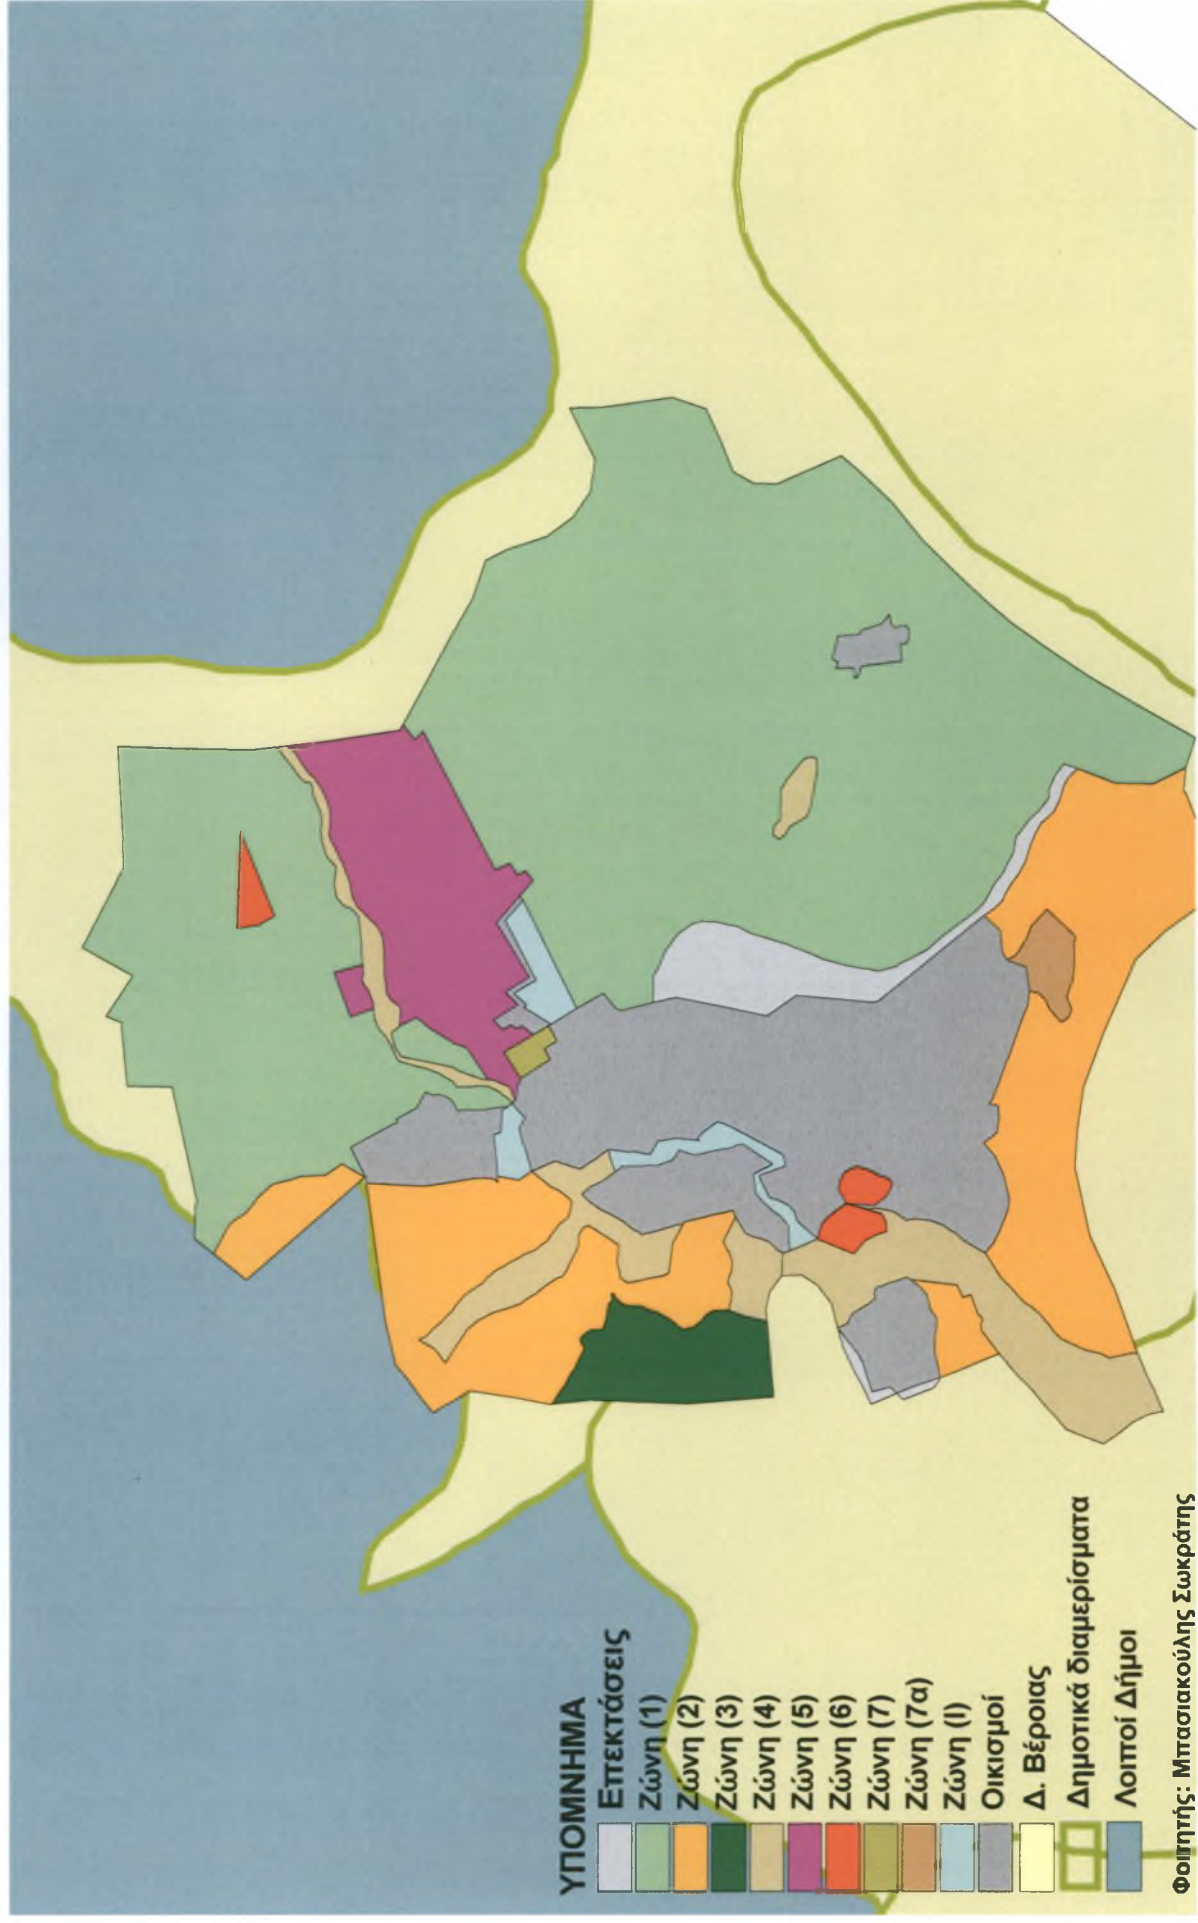 ΥΠΟΜΝΗΜΑ
Επεκτάσεις
Ζώνη (1)
Ζώνη (2)
Ζώνη (3)
Ζώνη (4)
Ζώνη (5)
Ζώνη (6)
Ζώνη (7)
Ζώνη (7α)
Ζώνη (Ι)
Οικισμοί
Δ. Βέροιας
Δημοτικά διαμερίσματα
Λοιποί Δήμοι
Φοιτητής: Μπασιακούλης Σωκράτης